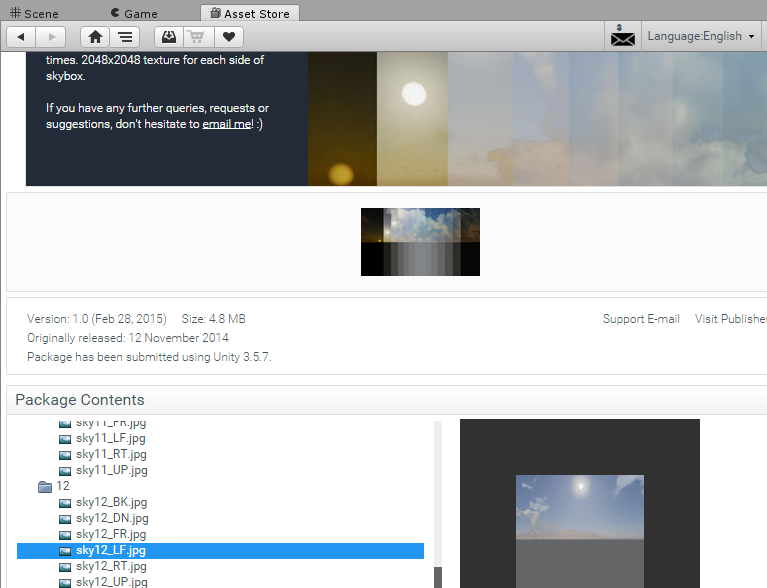 Scene
Game
Asset Store
3
Language:English
times. 2048x2048 texture for each side of
skybox.
If you have any further queries, requests or
suggestions, don't hesitate to email me! :)
Version: 1.0 (Feb 28, 2015)
Size: 4.8 MB
Support E-mail
Visit Publisher
Originally released: 12 November 2014
Package has been submitted using Unity 3.5.7.
Package Contents
sky11_FR.jpg
sky11_LF.jpg
sky11_RT.jpg
sky11_UP.jpg
12
sky12_BK.jpg
sky12_DN.jpg
sky12_FR.jpg
sky12_LF.jpg
sky12_RT.jpg
sky12_UP.jpg